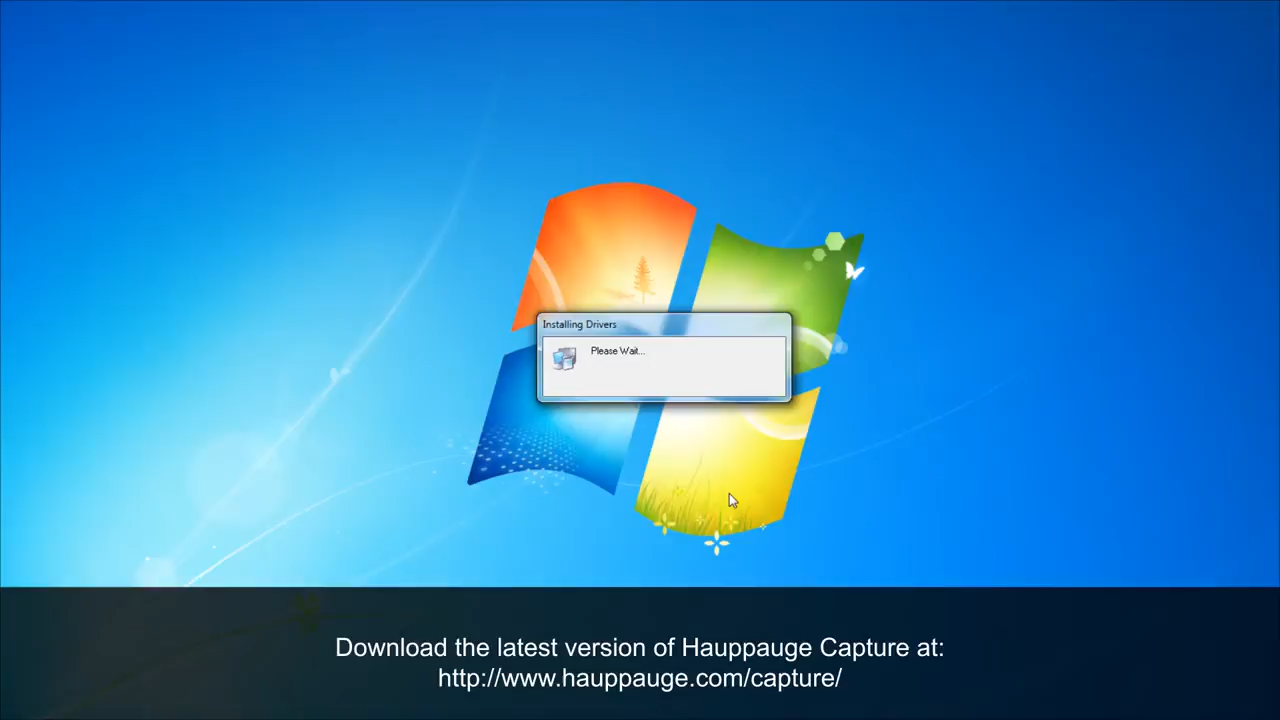 Installing Drivers
Please Wait...
Download the latest version of Hauppauge Capture at:
http://www.hauppauge.com/capture/